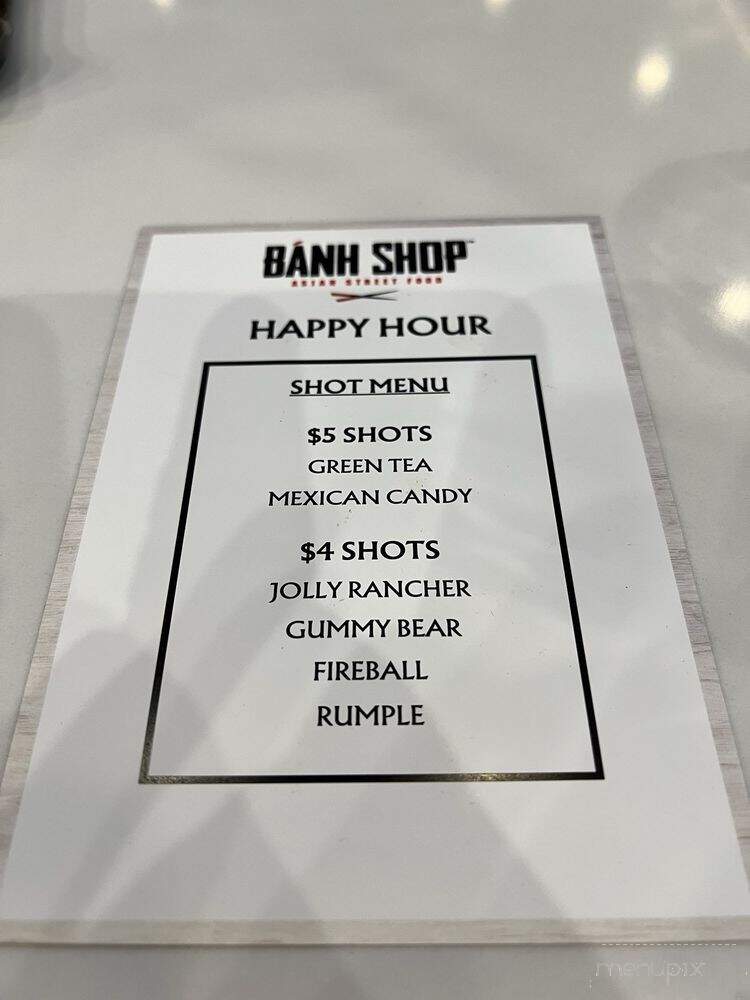 BÁNH SHOP™
ASIAN STREET FOOD
HAPPY HOUR
SHOT MENU
$5 SHOTS
GREEN TEA
MEXICAN CANDY
$4 SHOTS
JOLLY RANCHER
GUMMY BEAR
FIREBALL
RUMPLE
menupix